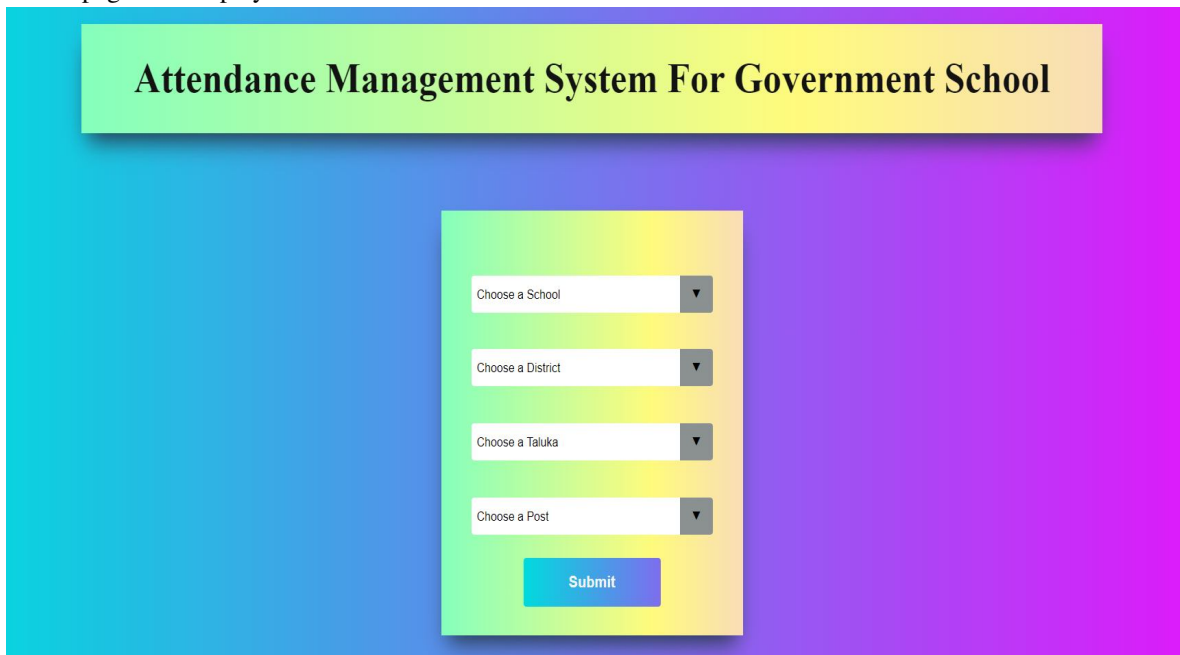 Attendance Management System For Government School
Choose a School
▼
Choose a District
▼
Choose a Taluka
▼
Choose a Post
▼
Submit